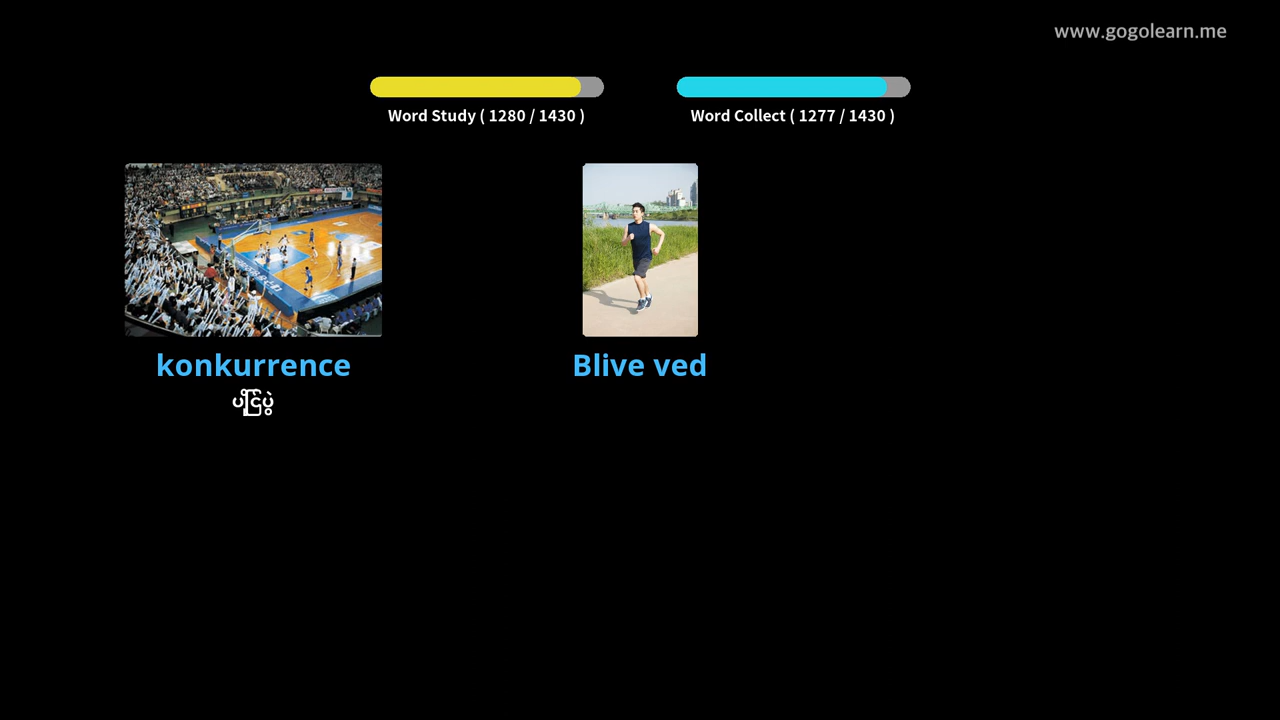 www.gogolearn.me
Word Study ( 1280 / 1430 )
Word Collect ( 1277 / 1430 )
konkurrence
Blive ved
ပြိုင်ပွဲ